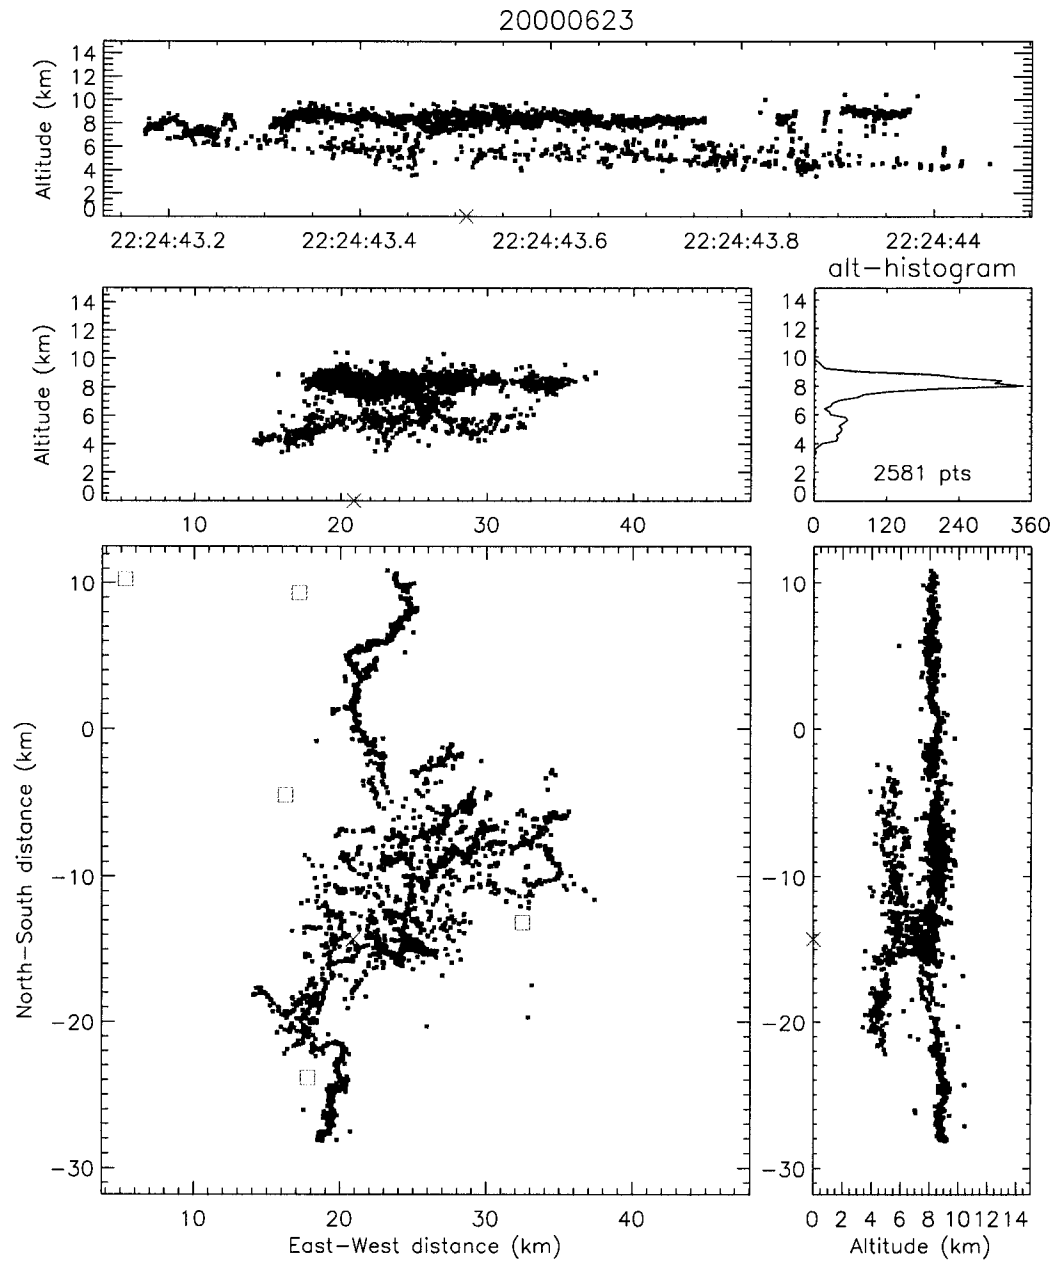 20000623
14
12
10
8
6
4
2
0
Altitude (km)
22:24:43.2 22:24:43.4 22:24:43.6 22:24:43.8 22:24:44
alt-histogram
14
12
10
8
6
4
2
0
Altitude (km)
10 20 30 40
14
12
10
8
6
4
2
0
2581 pts
0 120 240 360
10
0
-10
-20
-30
North-South distance (km)
10 20 30 40
East-West distance (km)
10
0
-10
-20
-30
0 2 4 6 8 10 12 14
Altitude (km)